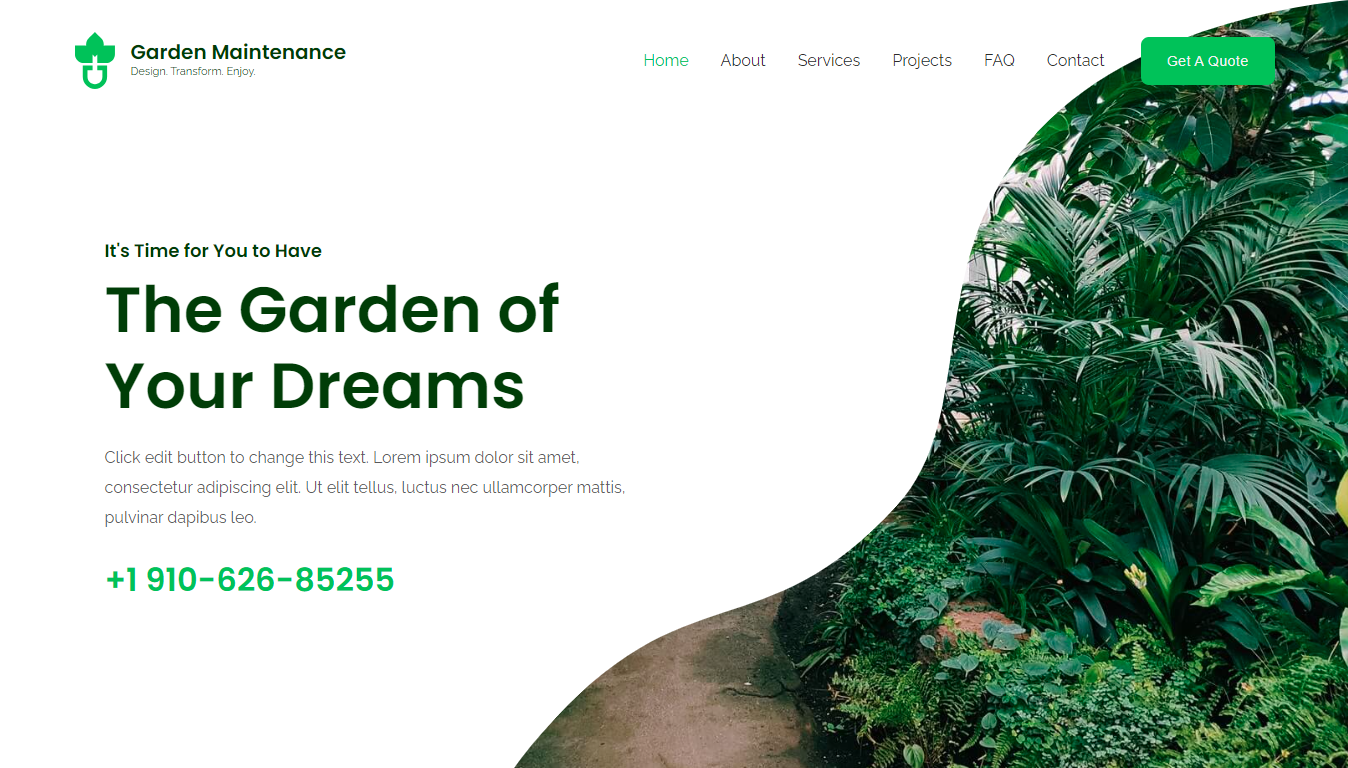 Garden Maintenance
Design. Transform. Enjoy.
Home About Services Projects FAQ Contact Get A Quote
It's Time for You to Have
The Garden of
Your Dreams
Click edit button to change this text. Lorem ipsum dolor sit amet,
consectetur adipiscing elit. Ut elit tellus, luctus nec ullamcorper mattis,
pulvinar dapibus leo.
+1 910-626-85255